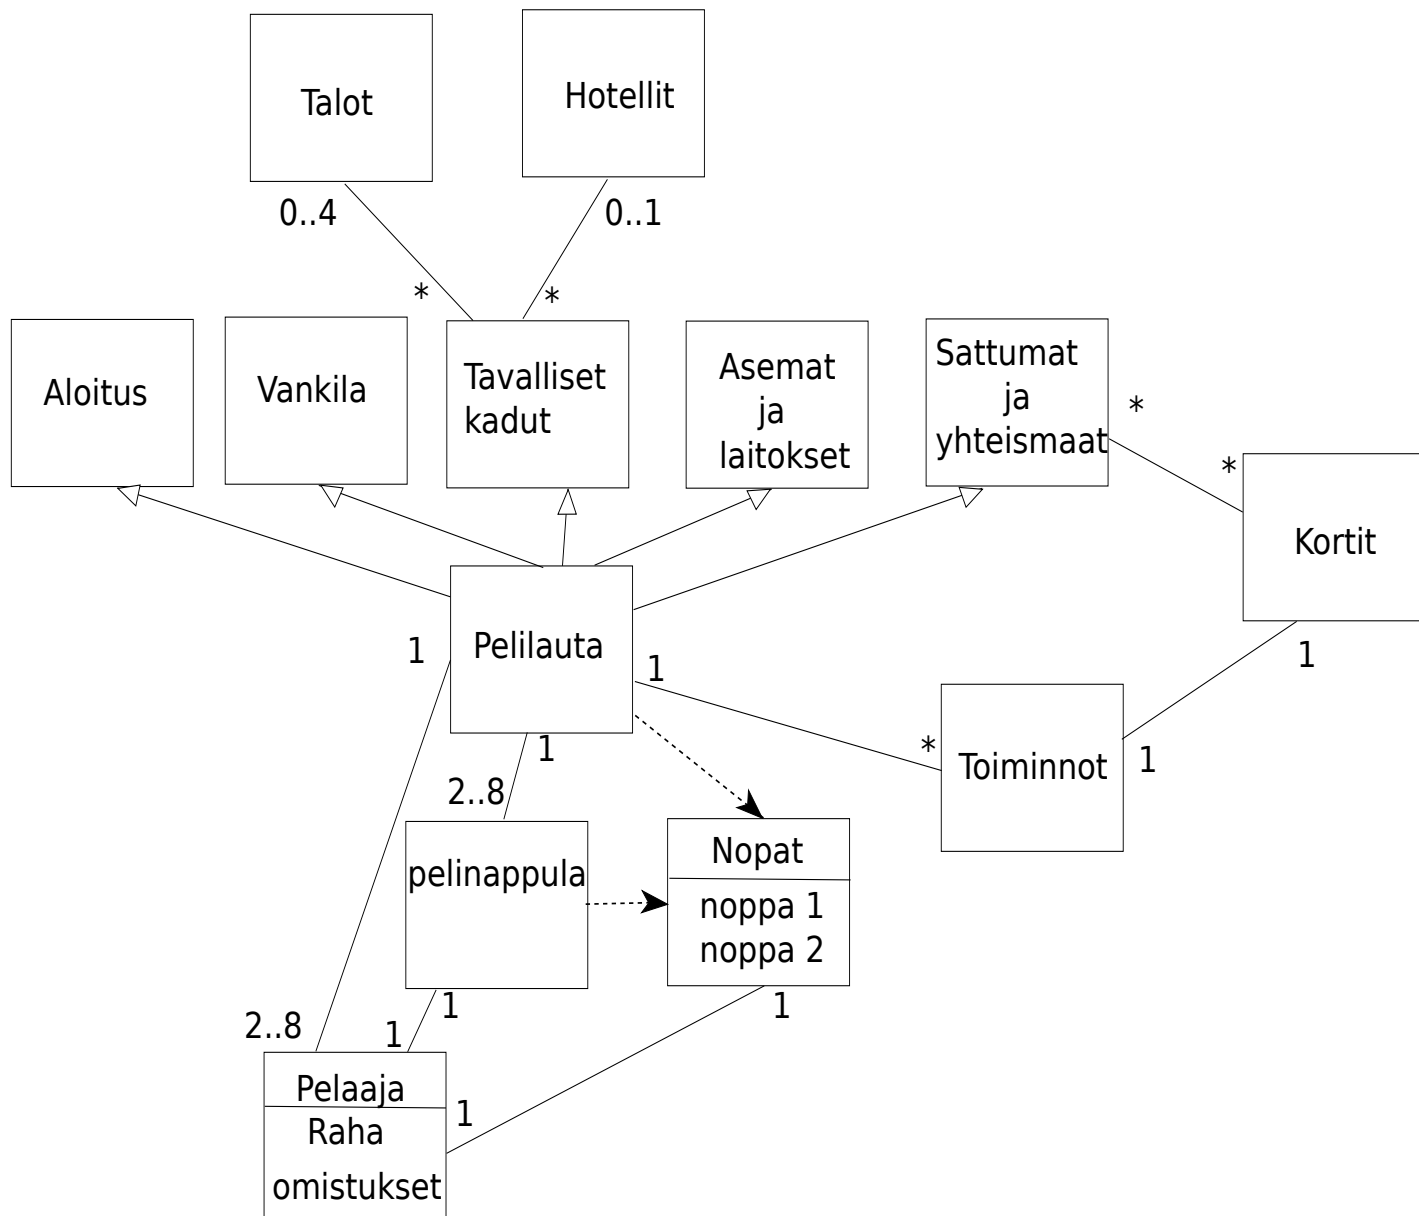 Talot
Hotellit
0..4
0..1
*
*
Aloitus
Vankila
Tavalliset
kadut
Asemat
ja
laitokset
Sattumat
ja
yhteismaat
*
*
Kortit
1
Pelilauta
1
1
1
*
Toiminnot
1
2..8
pelinappula
Nopat
noppa 1
noppa 2
1
1
1
2..8
Pelaaja
1
Raha
omistukset